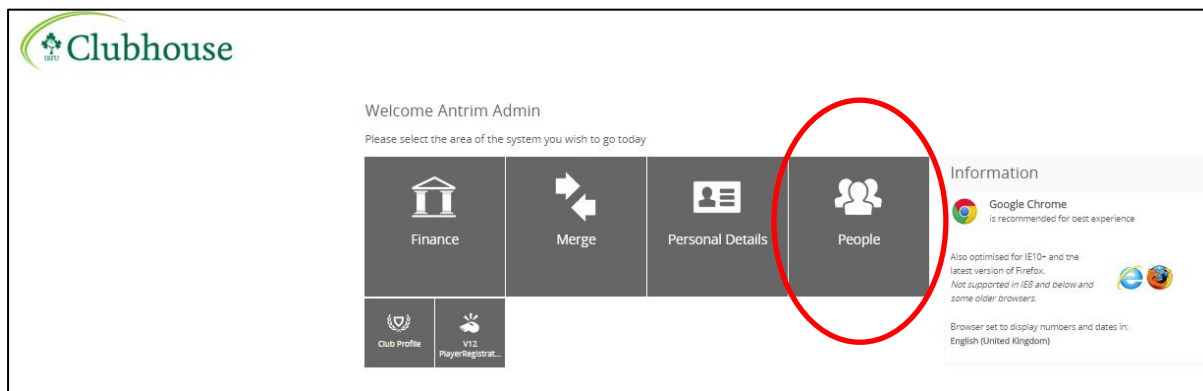 IRFU
Clubhouse
Welcome Antrim Admin
Please select the area of the system you wish to go today
Finance
Merge
Personal Details
People
Club Profile
V12
PlayerRegistrat...
Information
Google Chrome
is recommended for best experience
Also optimised for IE10+ and the
latest version of Firefox.
Not supported in IE8 and below and
some older browsers.
Browser set to display numbers and dates in:
English (United Kingdom)